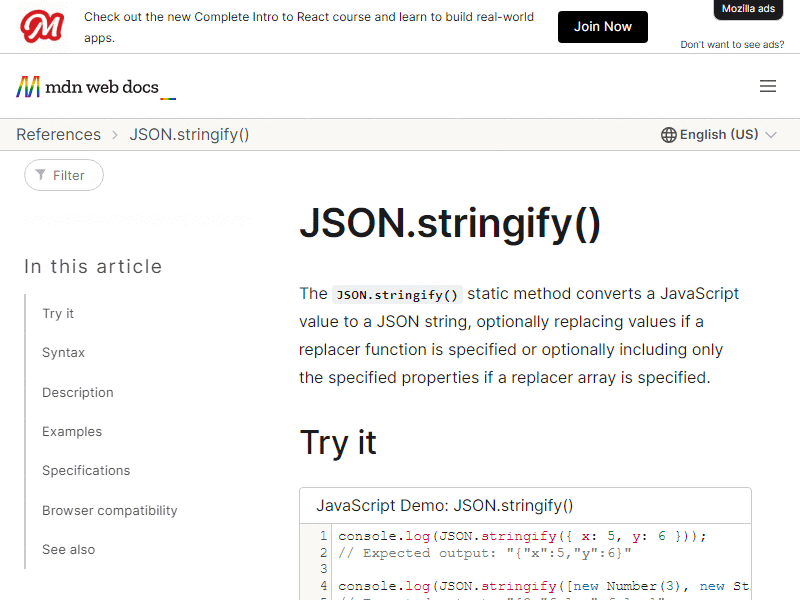 Check out the new Complete Intro to React course and learn to build real-world
apps.
Join Now
Mozilla ads
Don't want to see ads?
mdn web docs
References
JSON.stringify()
English (US)
Filter
In this article
Try it
Syntax
Description
Examples
Specifications
Browser compatibility
See also
JSON.stringify()
The JSON.stringify() static method converts a JavaScript
value to a JSON string, optionally replacing values if a
replacer function is specified or optionally including only
the specified properties if a replacer array is specified.
Try it
JavaScript Demo: JSON.stringify()
1 console.log(JSON.stringify({ x: 5, y: 6 }));
2 // Expected output: "{"x":5,"y":6}"
3
4 console.log(JSON.stringify([new Number(3), new St